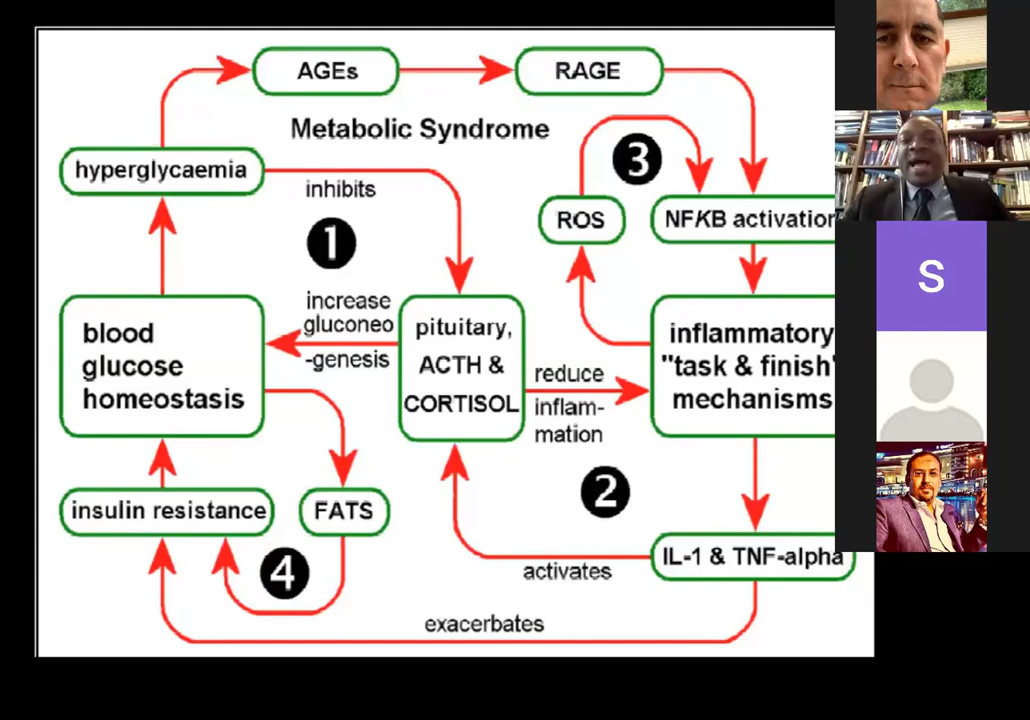 AGEs
RAGE
Metabolic Syndrome
hyperglycaemia
inhibits
3
ROS
NFKB activation
1
increase
gluconeo
-genesis
blood
glucose
homeostasis
pituitary,
ACTH &
CORTISOL
reduce
inflam-
mation
inflammatory
"task & finish"
mechanisms
2
insulin resistance
FATS
4
IL-1 & TNF-alpha
activates
exacerbates
S